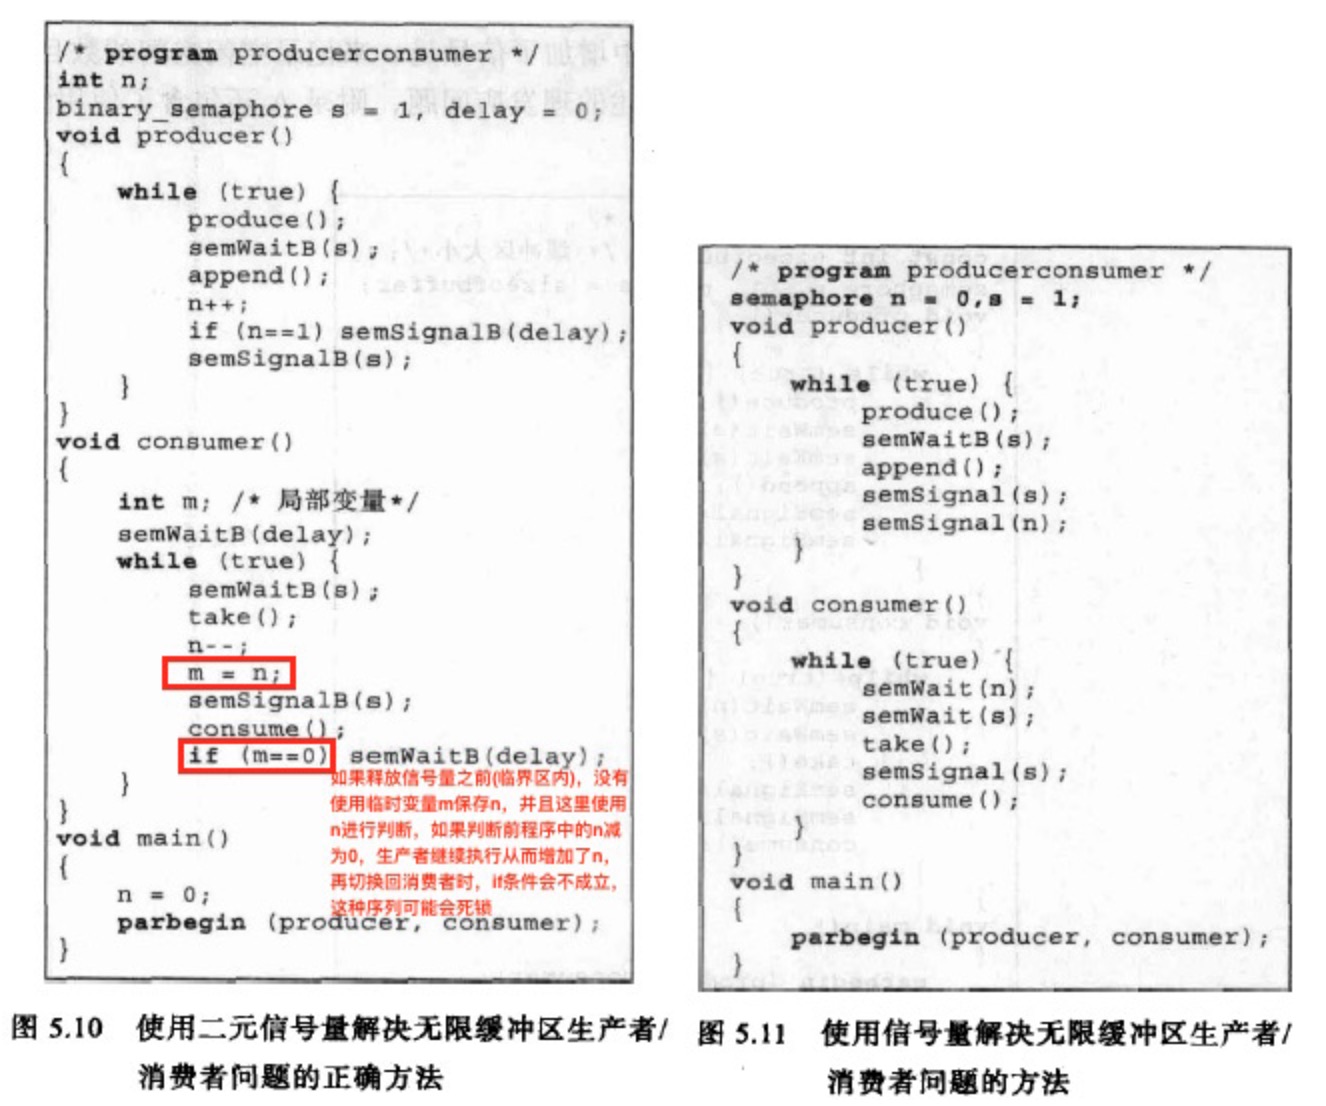 /* program producerconsumer */
int n;
binary_semaphore s = 1, delay = 0;
void producer()
{
while (true) {
produce();
semWaitB(s);
append();
n++;
if (n==1) semSignalB(delay);
semSignalB(s);
}
}
void consumer()
{
int m; /* 局部变量*/
semWaitB(delay);
while (true) {
semWaitB(s);
take();
n--;
m = n;
semSignalB(s);
consume();
if (m==0) semWaitB(delay);
}
}
void main()
{
n = 0;
parbegin (producer, consumer);
}
如果释放信号量之前(临界区内)，没有
使用临时变量m保存n，并且这里使用
n进行判断，如果判断前程序中的n减
为0，生产者继续执行从而增加了n，
再切换回消费者时，if条件会不成立，
这种序列可能会死锁
图 5.10 使用二元信号量解决无限缓冲区生产者/
消费者问题的正确方法
/* program producerconsumer */
semaphore n = 0,s = 1;
void producer()
{
while (true) {
produce();
semWaitB(s);
append();
semSignal(s);
semSignal(n);
}
}
void consumer()
{
while (true) {
semWait(n);
semWait(s);
take();
semSignal(s);
consume();
}
}
void main()
{
parbegin (producer, consumer);
}
图 5.11 使用信号量解决无限缓冲区生产者/
消费者问题的方法